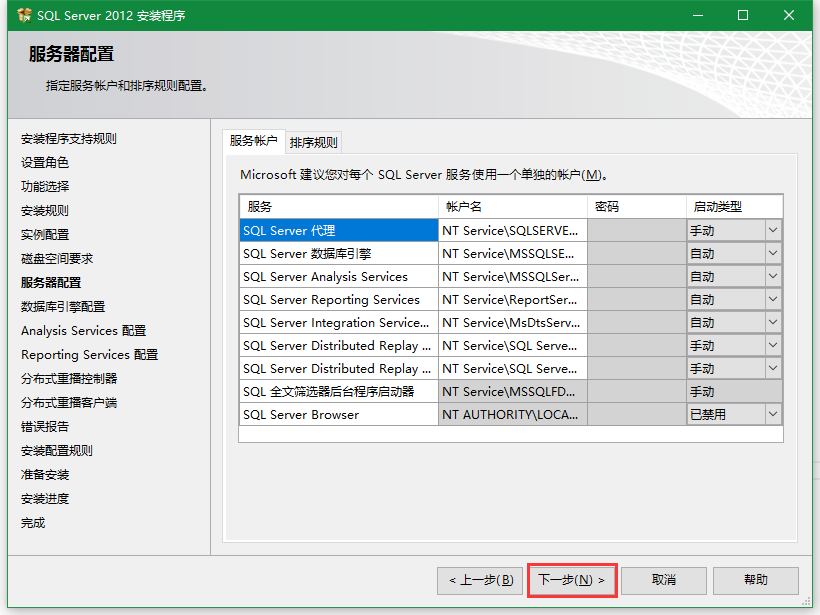 SQL Server 2012 安装程序
服务器配置
指定服务帐户和排序规则配置。
安装程序支持规则
设置角色
功能选择
安装规则
实例配置
磁盘空间要求
服务器配置
数据库引擎配置
Analysis Services 配置
Reporting Services 配置
分布式重播控制器
分布式重播客户端
错误报告
安装配置规则
准备安装
安装进度
完成
服务帐户 排序规则
Microsoft 建议您对每个 SQL Server 服务使用一个单独的帐户(M)。
服务 帐户名 密码 启动类型
SQL Server 代理 NT Service\SQLSERVE... 手动
SQL Server 数据库引擎 NT Service\MSSQLSE... 自动
SQL Server Analysis Services NT Service\MSSQLSer... 自动
SQL Server Reporting Services NT Service\ReportSer... 自动
SQL Server Integration Service... NT Service\MsDtsServ... 自动
SQL Server Distributed Replay ... NT Service\SQL Serve... 手动
SQL Server Distributed Replay ... NT Service\SQL Serve... 手动
SQL 全文筛选器后台程序启动器 NT Service\MSSQLFD... 手动
SQL Server Browser NT AUTHORITY\LOCA... 已禁用
< 上一步(B) 下一步(N) > 取消 帮助